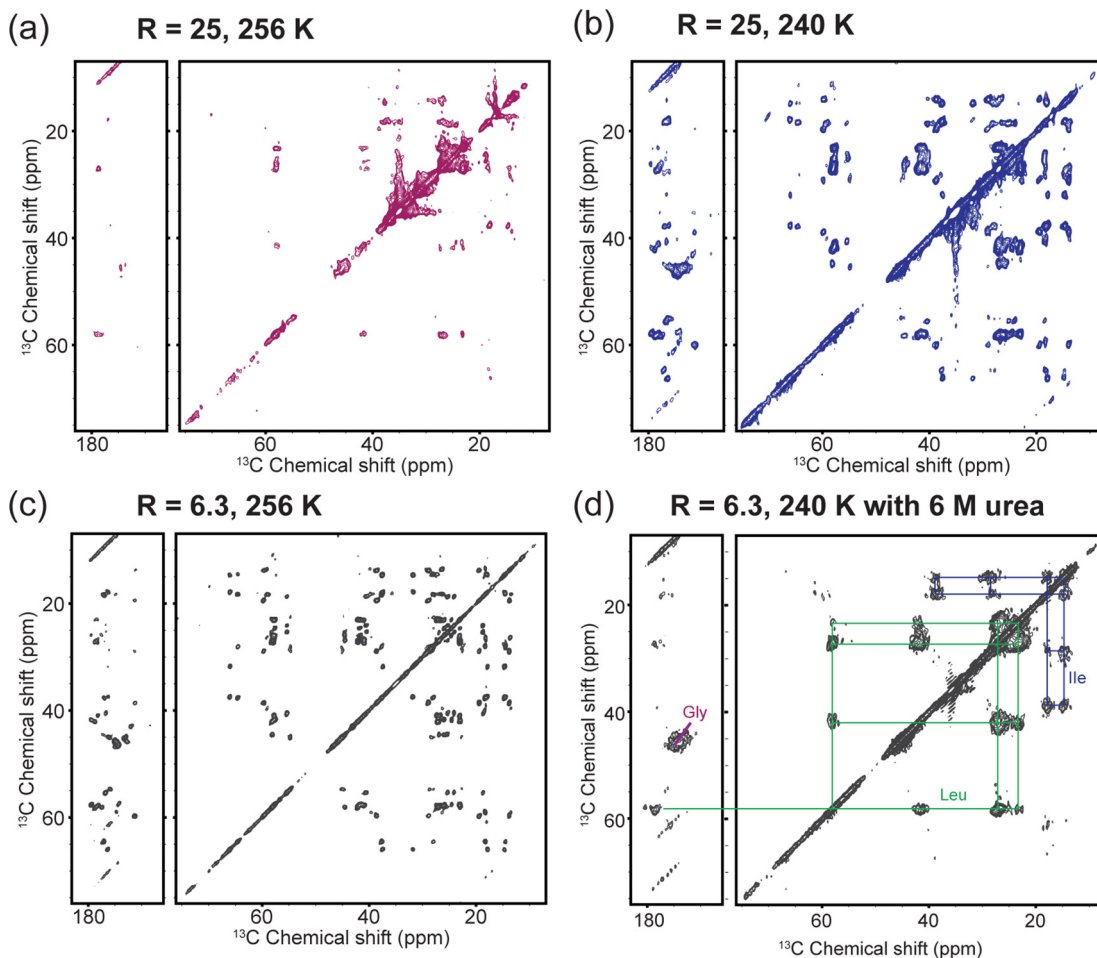 (a) R = 25, 256 K
20
40
60
180
60 40 20
¹³C Chemical shift (ppm)
¹³C Chemical shift (ppm)
(b) R = 25, 240 K
20
40
60
180
60 40 20
¹³C Chemical shift (ppm)
¹³C Chemical shift (ppm)
(c) R = 6.3, 256 K
20
40
60
180
60 40 20
¹³C Chemical shift (ppm)
¹³C Chemical shift (ppm)
(d) R = 6.3, 240 K with 6 M urea
20
Ile
40
Gly
Leu
60
180
60 40 20
¹³C Chemical shift (ppm)
¹³C Chemical shift (ppm)